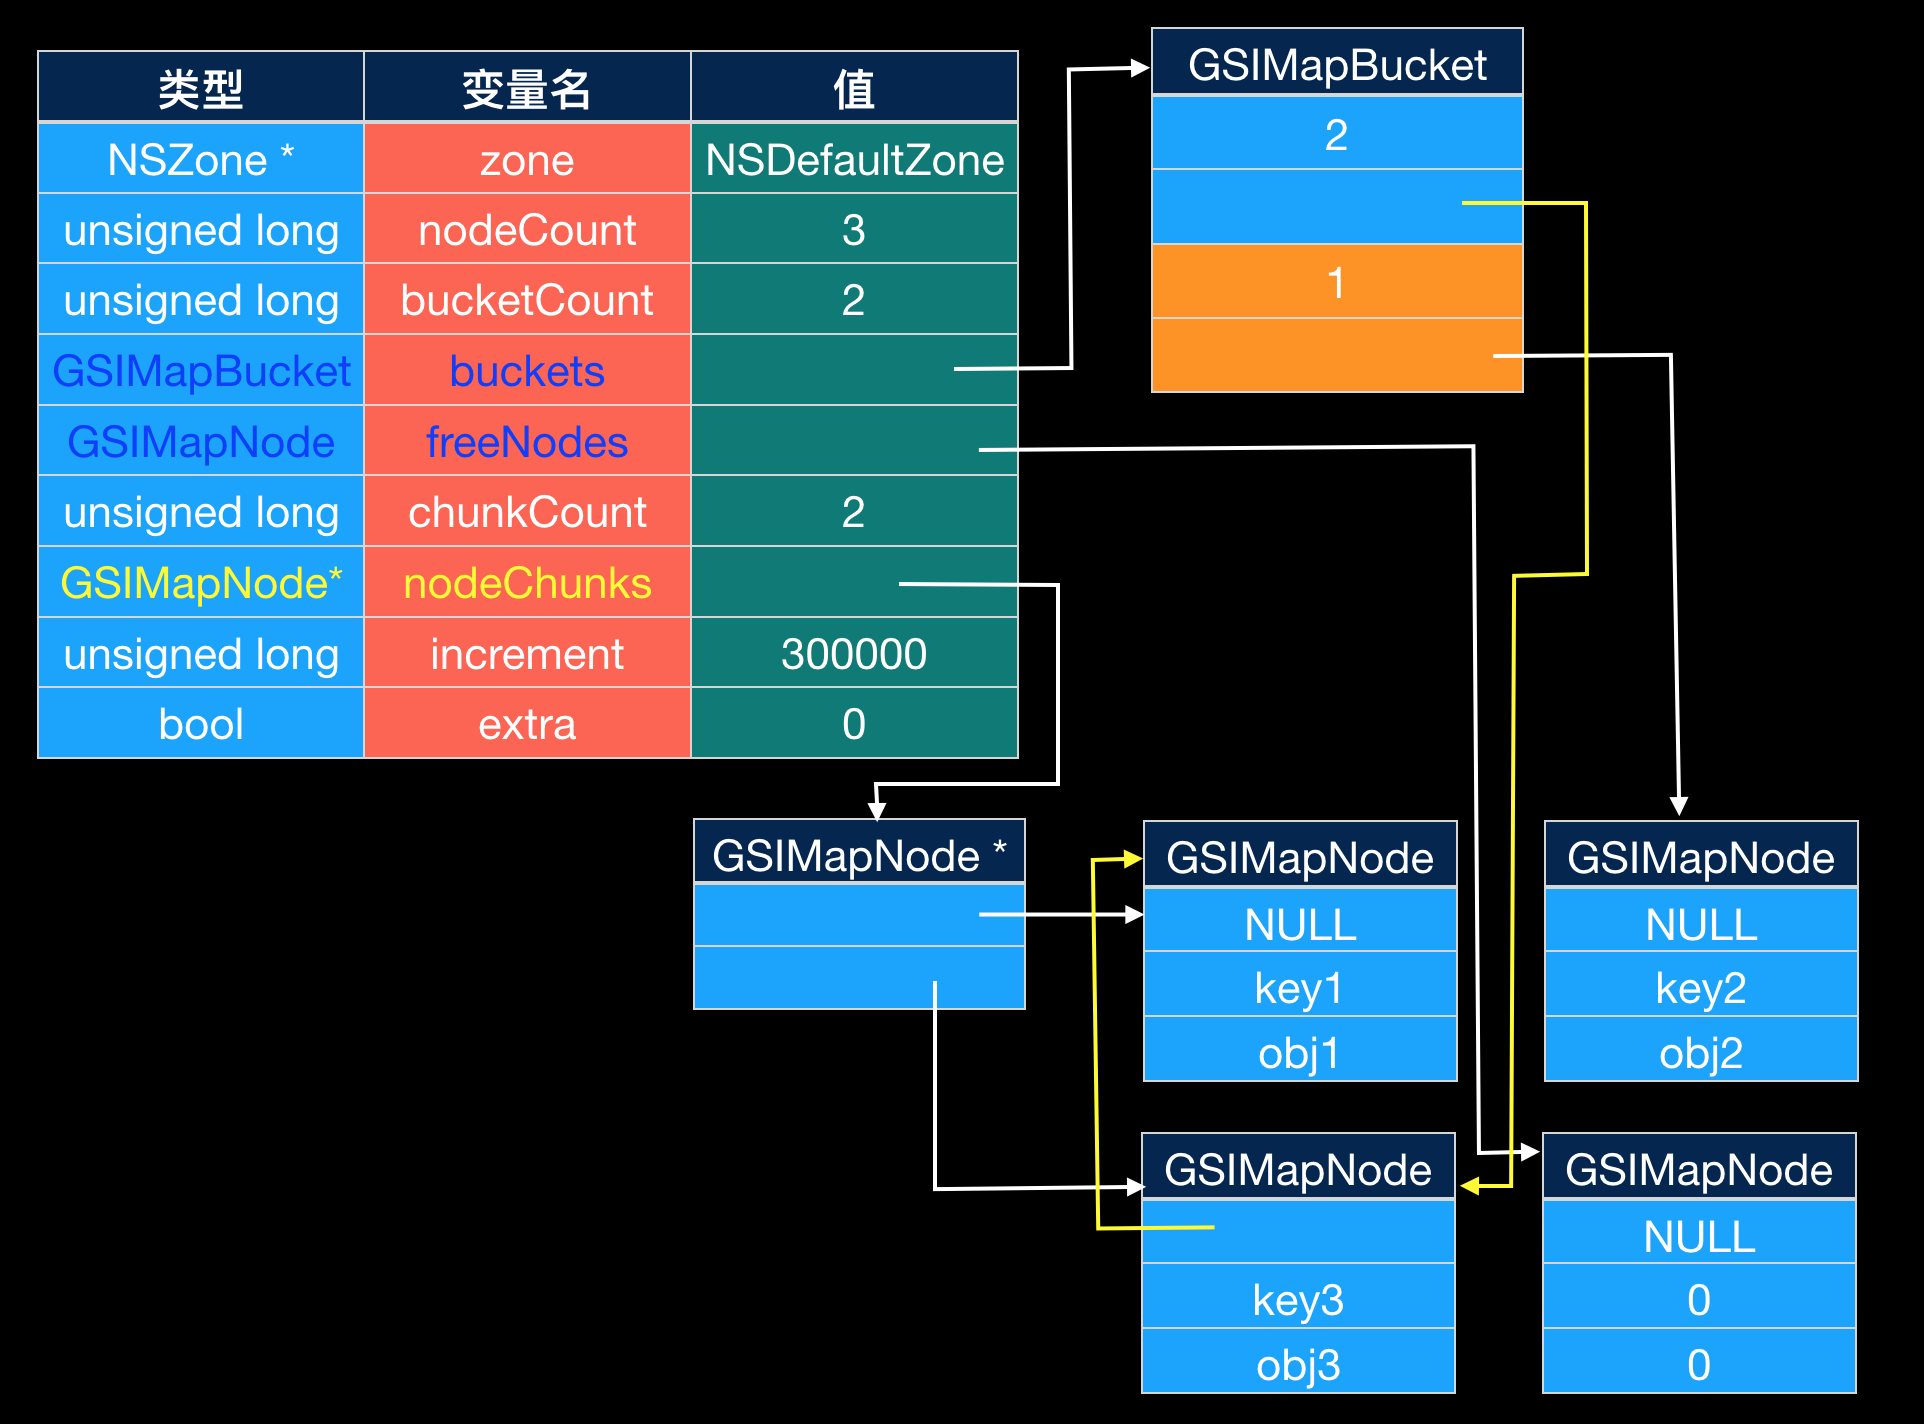 类型 变量名 值
NSZone * zone NSDefaultZone
unsigned long nodeCount 3
unsigned long bucketCount 2
GSIMapBucket buckets
GSIMapNode freeNodes
unsigned long chunkCount 2
GSIMapNode* nodeChunks
unsigned long increment 300000
bool extra 0
GSIMapBucket
2
1
GSIMapNode *
GSIMapNode
NULL
key1
obj1
GSIMapNode
NULL
key2
obj2
GSIMapNode
key3
obj3
GSIMapNode
NULL
0
0